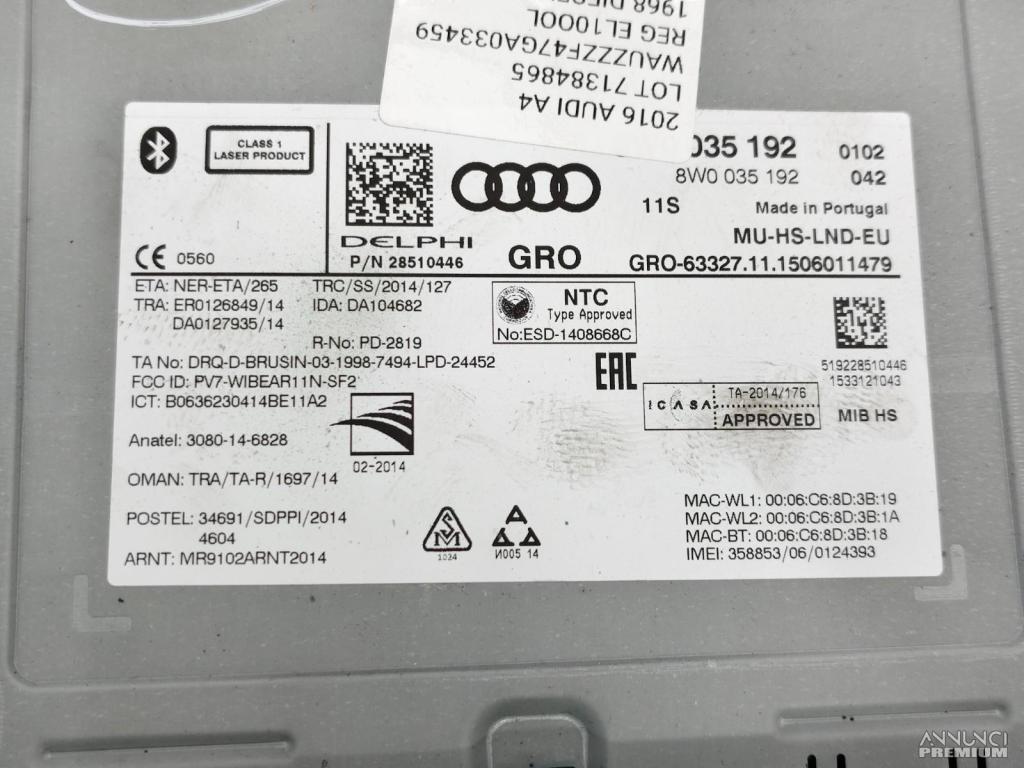 1968 DIESEL
REG EL1000L
WAUZZZF47GA033459
LOT 71384865
2016 AUDI A4
CLASS 1
LASER PRODUCT
035 192 0102
8W0 035 192 042
11S Made in Portugal
DELPHI
P/N 28510446
GRO
MU-HS-LND-EU
GRO-63327.11.1506011479
CE 0560
ETA: NER-ETA/265 TRC/SS/2014/127
TRA: ER0126849/14 IDA: DA104682
DA0127935/14
R-No: PD-2819
NTC
Type Approved
No:ESD-1408668C
TA No: DRQ-D-BRUSIN-03-1998-7494-LPD-24452
FCC ID: PV7-WIBEAR11N-SF2
ICT: B0636230414BE11A2
EAC
519228510446
1533121043
ICASA TA-2014/176
APPROVED
MIB HS
Anatel: 3080-14-6828
02-2014
OMAN: TRA/TA-R/1697/14
POSTEL: 34691/SDPPI/2014
4604
ARNT: MR9102ARNT2014
1024
И005 14
MAC-WL1: 00:06:C6:8D:3B:19
MAC-WL2: 00:06:C6:8D:3B:1A
MAC-BT: 00:06:C6:8D:3B:18
IMEI: 358853/06/0124393
ANNUNCI
PREMIUM